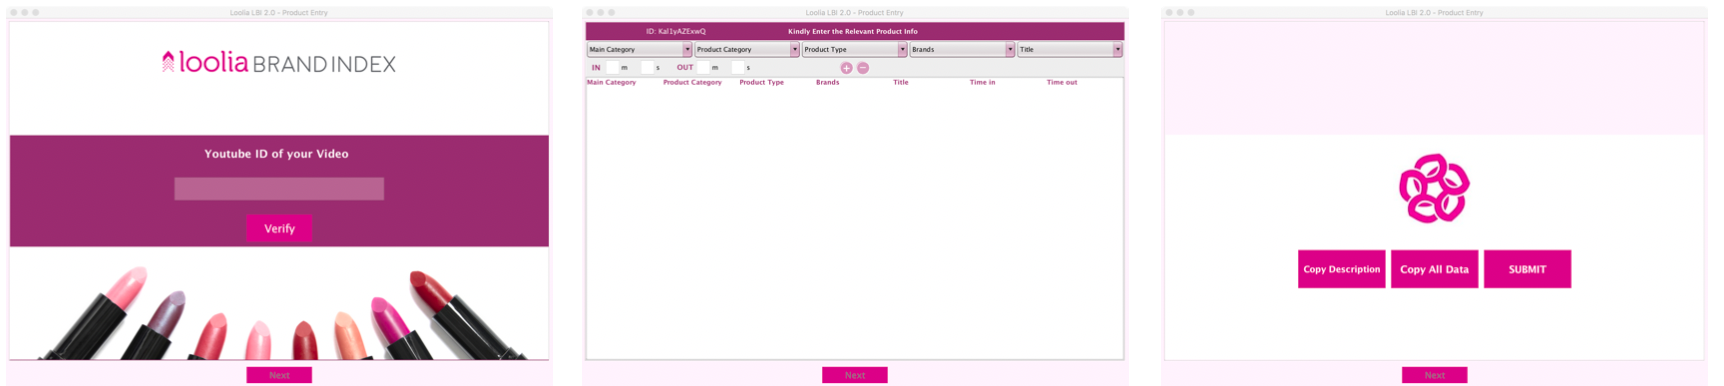 Loolia LBI 2.0 - Product Entry
loolia BRAND INDEX
Youtube ID of your Video
Verify
Next
Loolia LBI 2.0 - Product Entry
ID: Kal1yAZExwQ Kindly Enter the Relevant Product Info
Main Category Product Category Product Type Brands Title
IN m s OUT m s + −
Main Category Product Category Product Type Brands Title Time in Time out
Next
Loolia LBI 2.0 - Product Entry
Copy Description Copy All Data SUBMIT
Next